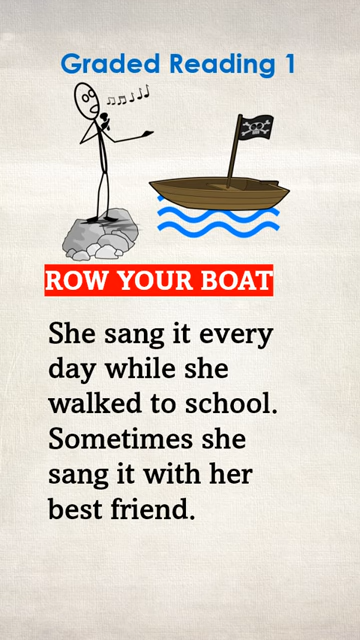 Graded Reading 1
ROW YOUR BOAT
She sang it every
day while she
walked to school.
Sometimes she
sang it with her
best friend.